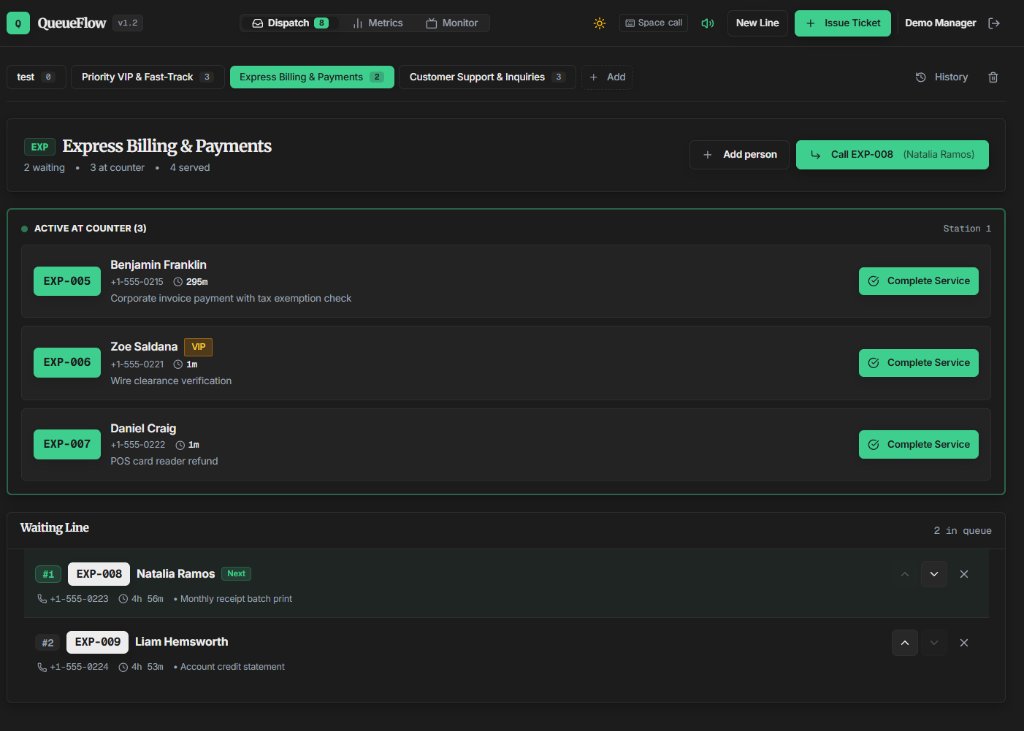 Q QueueFlow v1.2 Dispatch 8 Metrics Monitor Space call New Line + Issue Ticket Demo Manager
test 0 Priority VIP & Fast-Track 3 Express Billing & Payments 2 Customer Support & Inquiries 3 + Add History
EXP Express Billing & Payments
2 waiting • 3 at counter • 4 served
+ Add person Call EXP-008 (Natalia Ramos)
ACTIVE AT COUNTER (3) Station 1
Benjamin Franklin
EXP-005 +1-555-0215 295m Complete Service
Corporate invoice payment with tax exemption check
Zoe Saldana VIP
EXP-006 +1-555-0221 1m Complete Service
Wire clearance verification
Daniel Craig
EXP-007 +1-555-0222 1m Complete Service
POS card reader refund
Waiting Line 2 in queue
#1 EXP-008 Natalia Ramos Next
+1-555-0223 4h 56m • Monthly receipt batch print
#2 EXP-009 Liam Hemsworth
+1-555-0224 4h 53m • Account credit statement